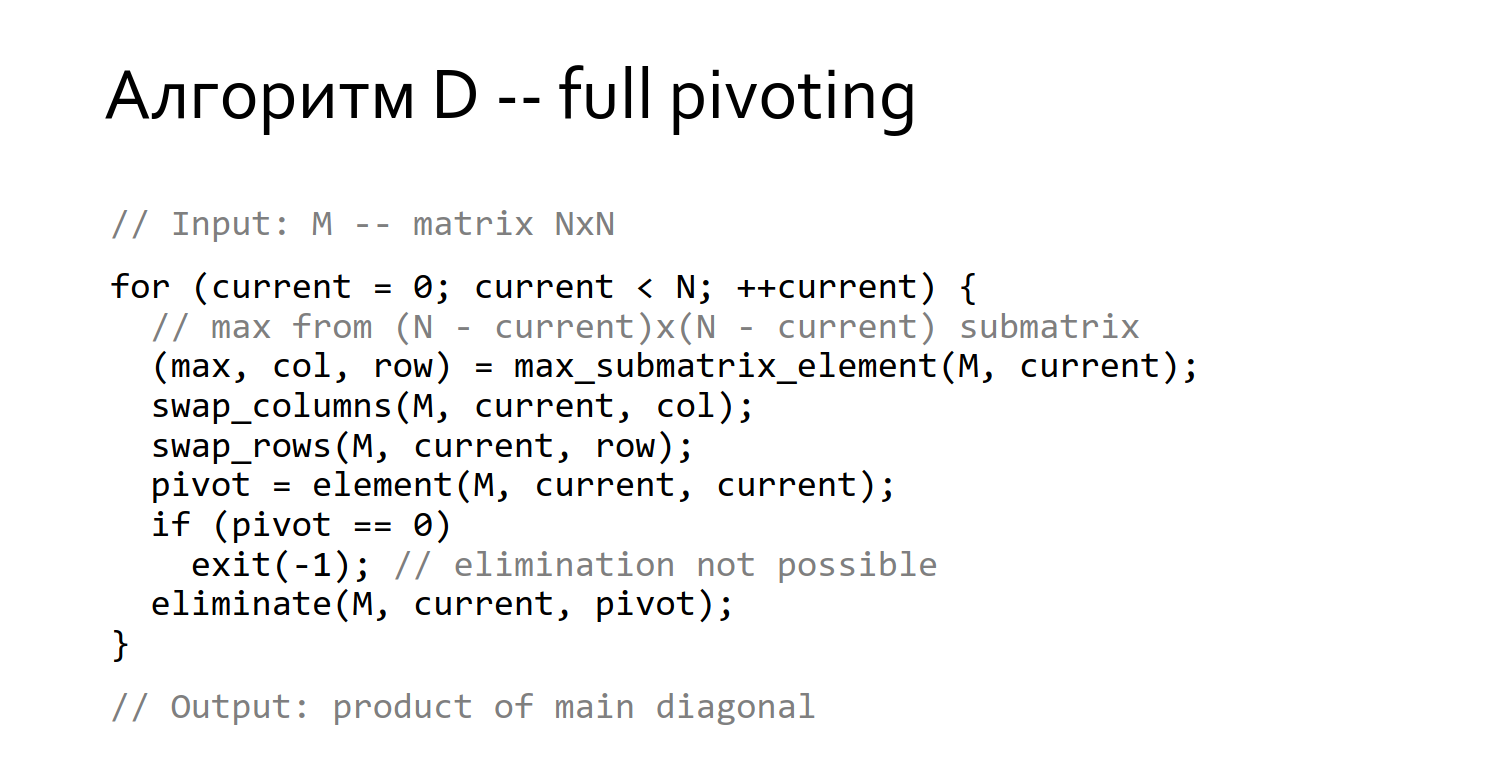 Алгоритм D -- full pivoting
// Input: M -- matrix NxN
for (current = 0; current < N; ++current) {
  // max from (N - current)x(N - current) submatrix
  (max, col, row) = max_submatrix_element(M, current);
  swap_columns(M, current, col);
  swap_rows(M, current, row);
  pivot = element(M, current, current);
  if (pivot == 0)
    exit(-1); // elimination not possible
  eliminate(M, current, pivot);
}
// Output: product of main diagonal